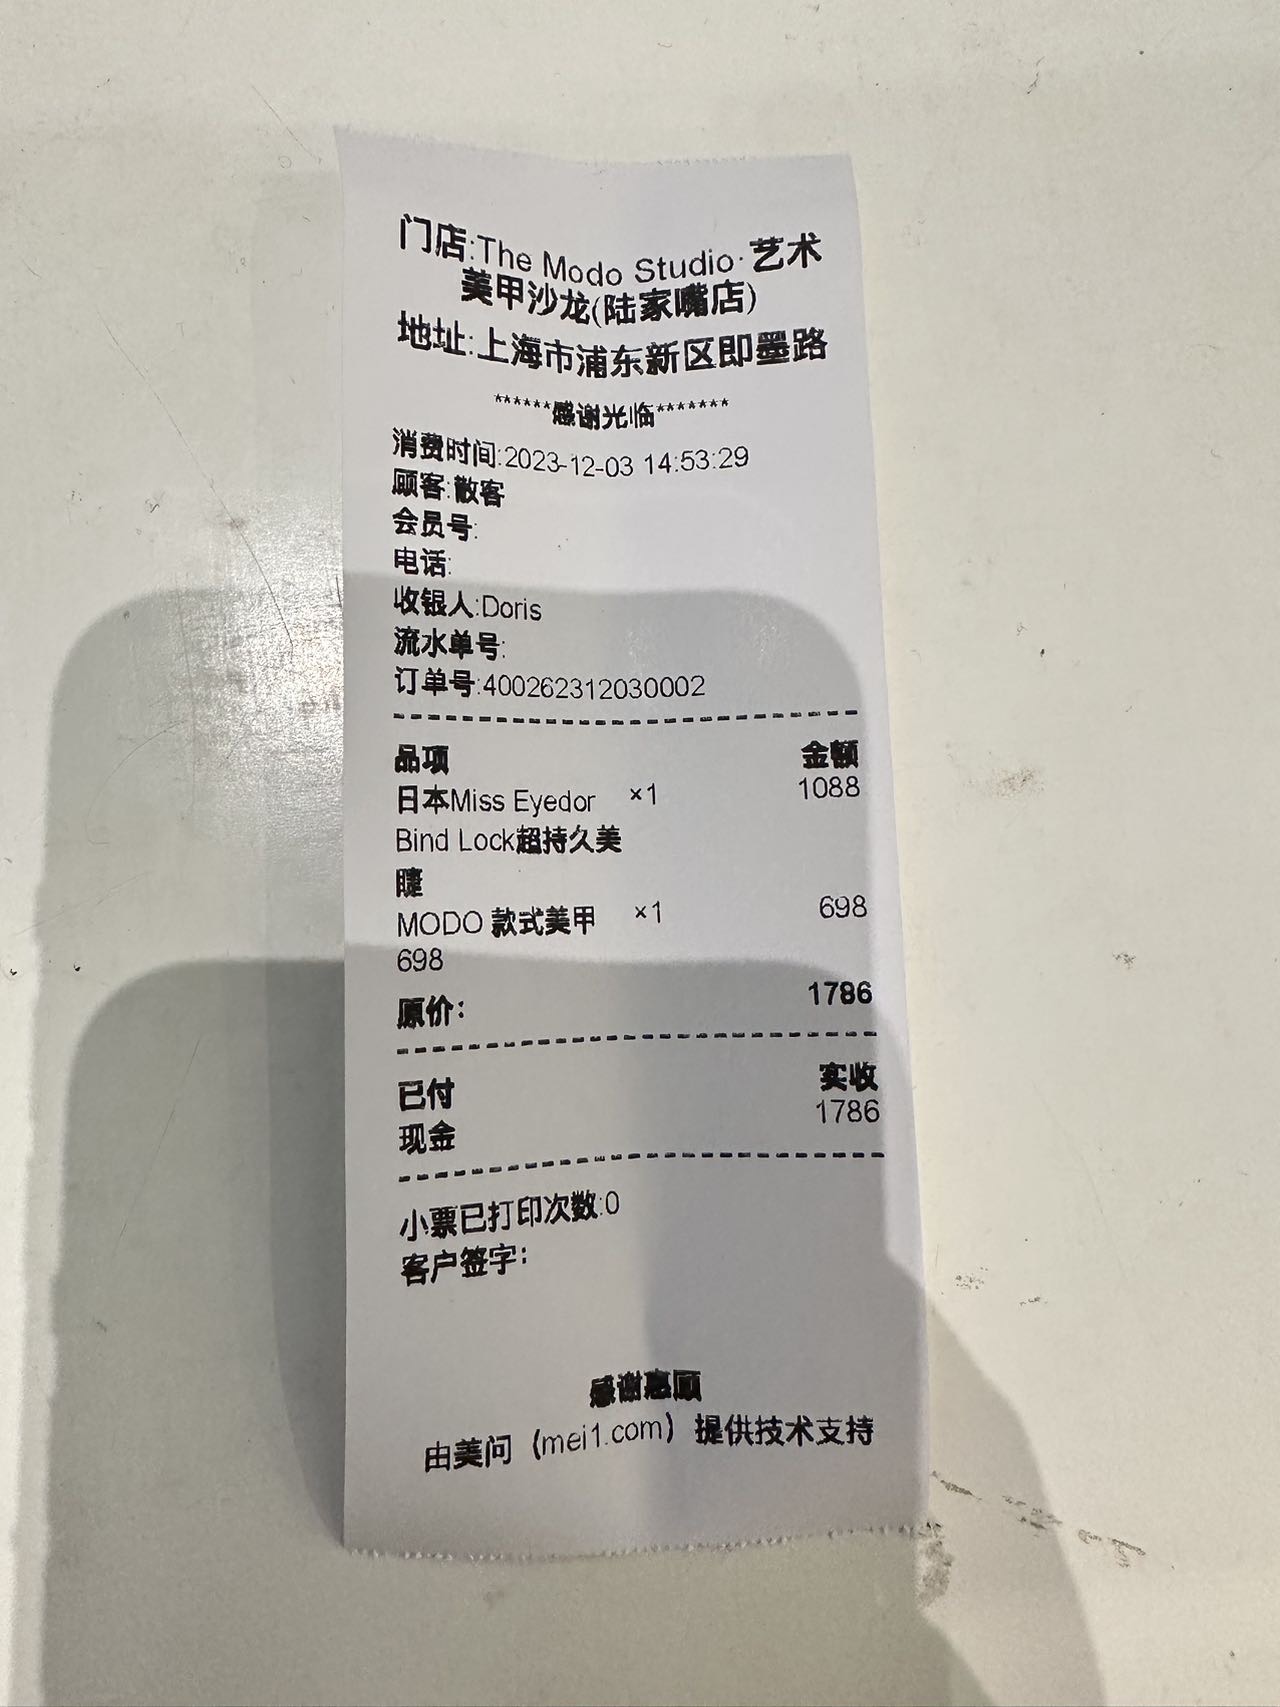 门店:The Modo Studio·艺术
美甲沙龙(陆家嘴店)
地址:上海市浦东新区即墨路
******感谢光临*******
消费时间:2023-12-03 14:53:29
顾客:散客
会员号:
电话:
收银人:Doris
流水单号:
订单号:400262312030002
品项 金额
日本Miss Eyedor ×1 1088
Bind Lock超持久美
睫
MODO 款式美甲 ×1 698
698
原价: 1786
已付 实收
现金 1786
小票已打印次数:0
客户签字:
感谢惠顾
由美问（mei1.com）提供技术支持